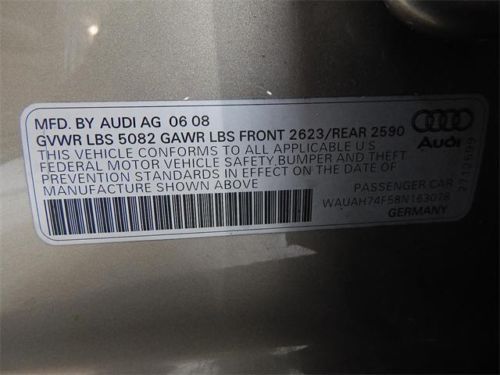 MFD. BY AUDI AG 06 08
GVWR LBS 5082 GAWR LBS FRONT 2623/REAR 2590
THIS VEHICLE CONFORMS TO ALL APPLICABLE U S
FEDERAL MOTOR VEHICLE SAFETY,BUMPER AND THEFT
PREVENTION STANDARDS IN EFFECT ON THE DATE OF
MANUFACTURE SHOWN ABOVE
PASSENGER CAR
WAUAH74F58N163078
GERMANY
Audi
2712699